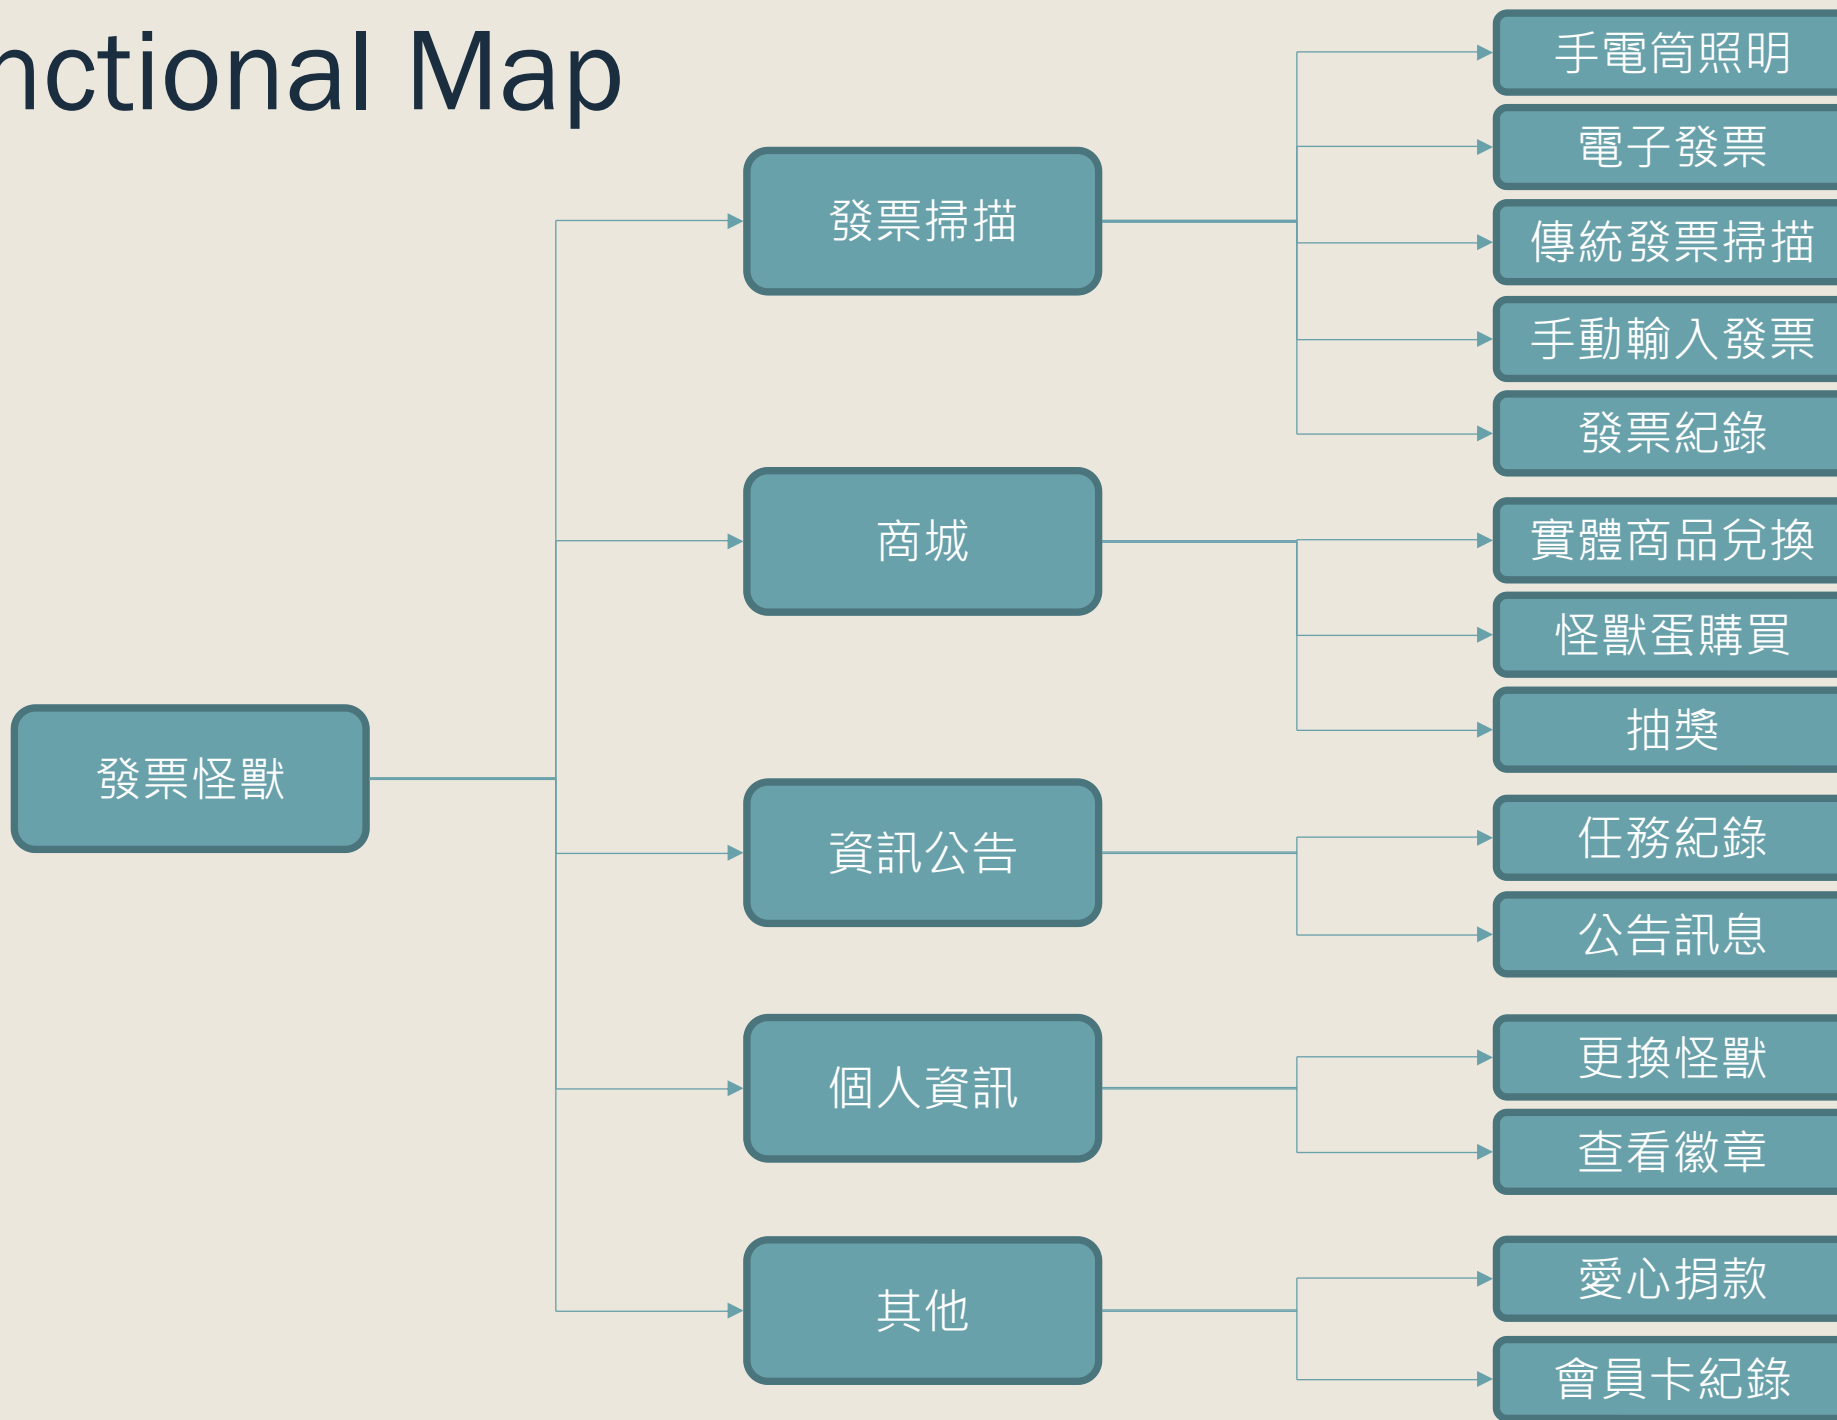 nctional Map
發票怪獸
發票掃描
手電筒照明
電子發票
傳統發票掃描
手動輸入發票
發票紀錄
商城
實體商品兌換
怪獸蛋購買
抽獎
資訊公告
任務紀錄
公告訊息
個人資訊
更換怪獸
查看徽章
其他
愛心捐款
會員卡紀錄